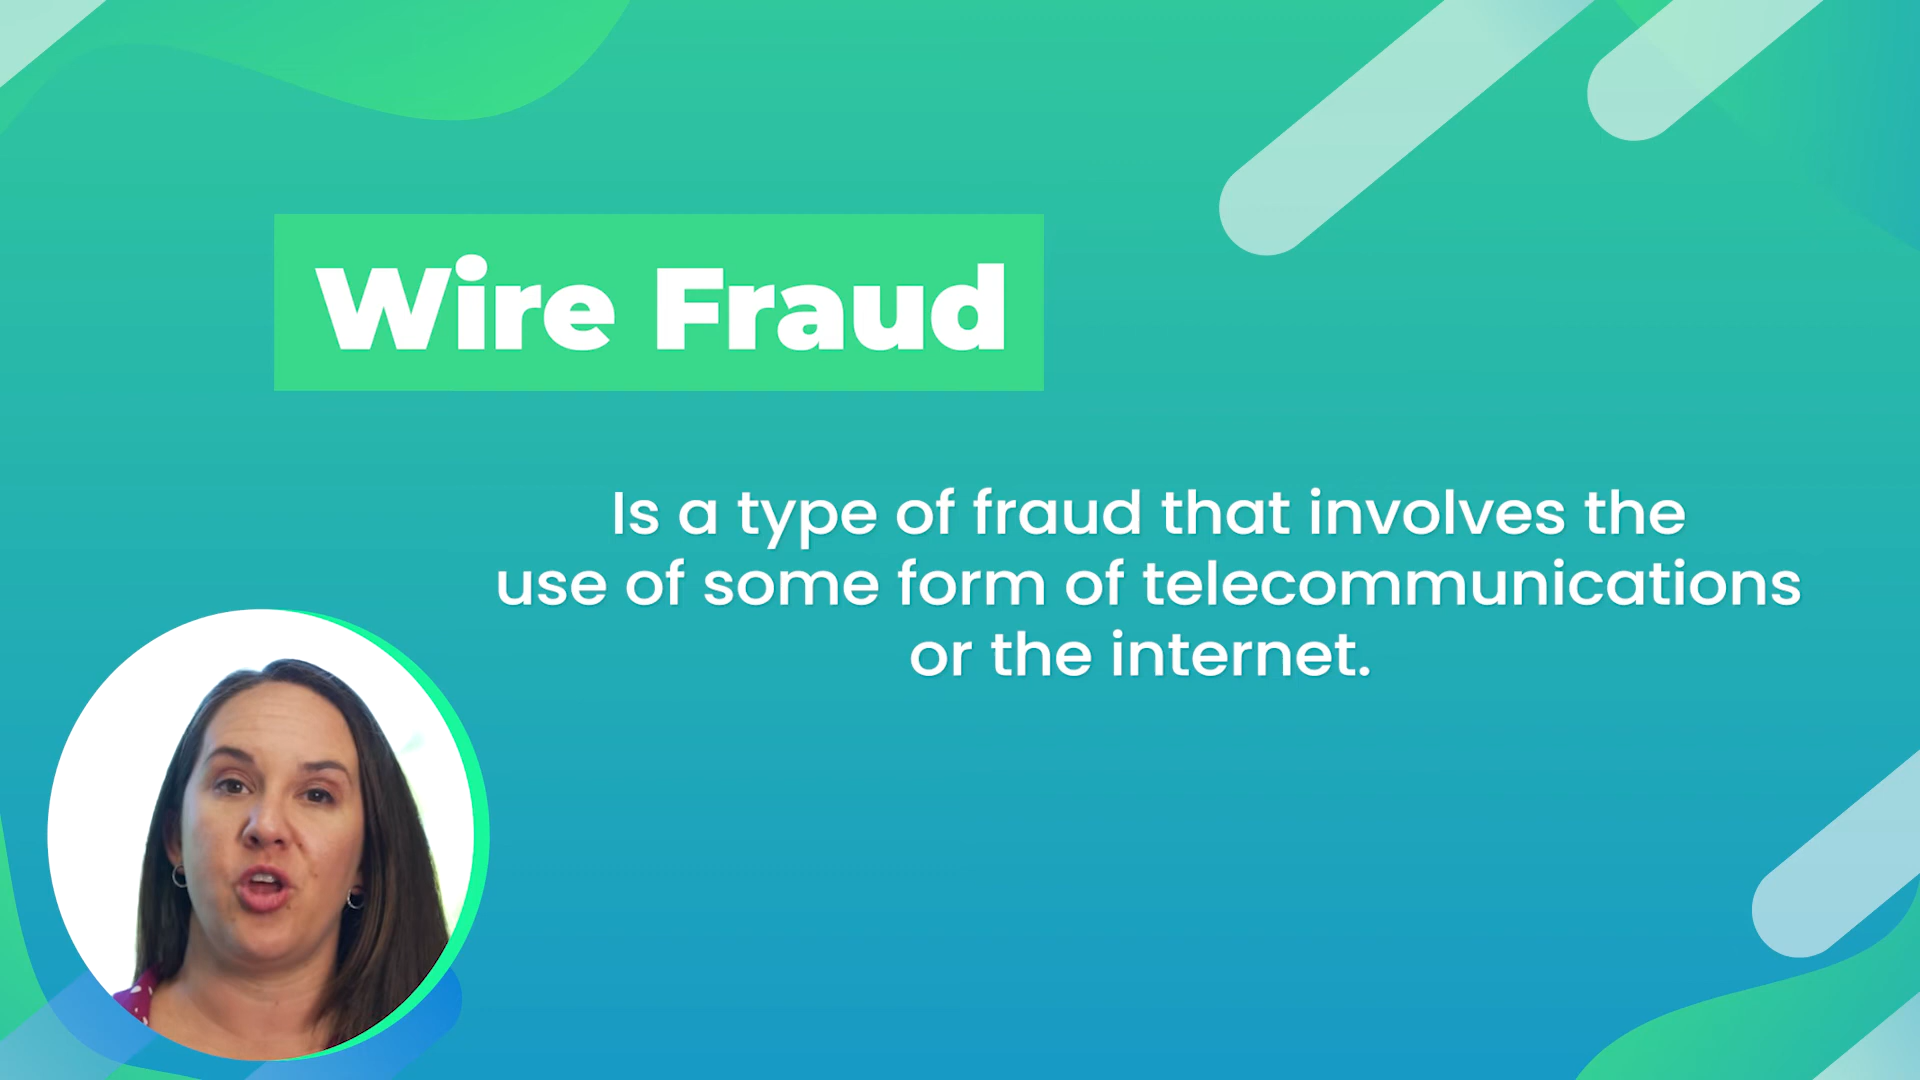 Wire Fraud
Is a type of fraud that involves the
use of some form of telecommunications
or the internet.